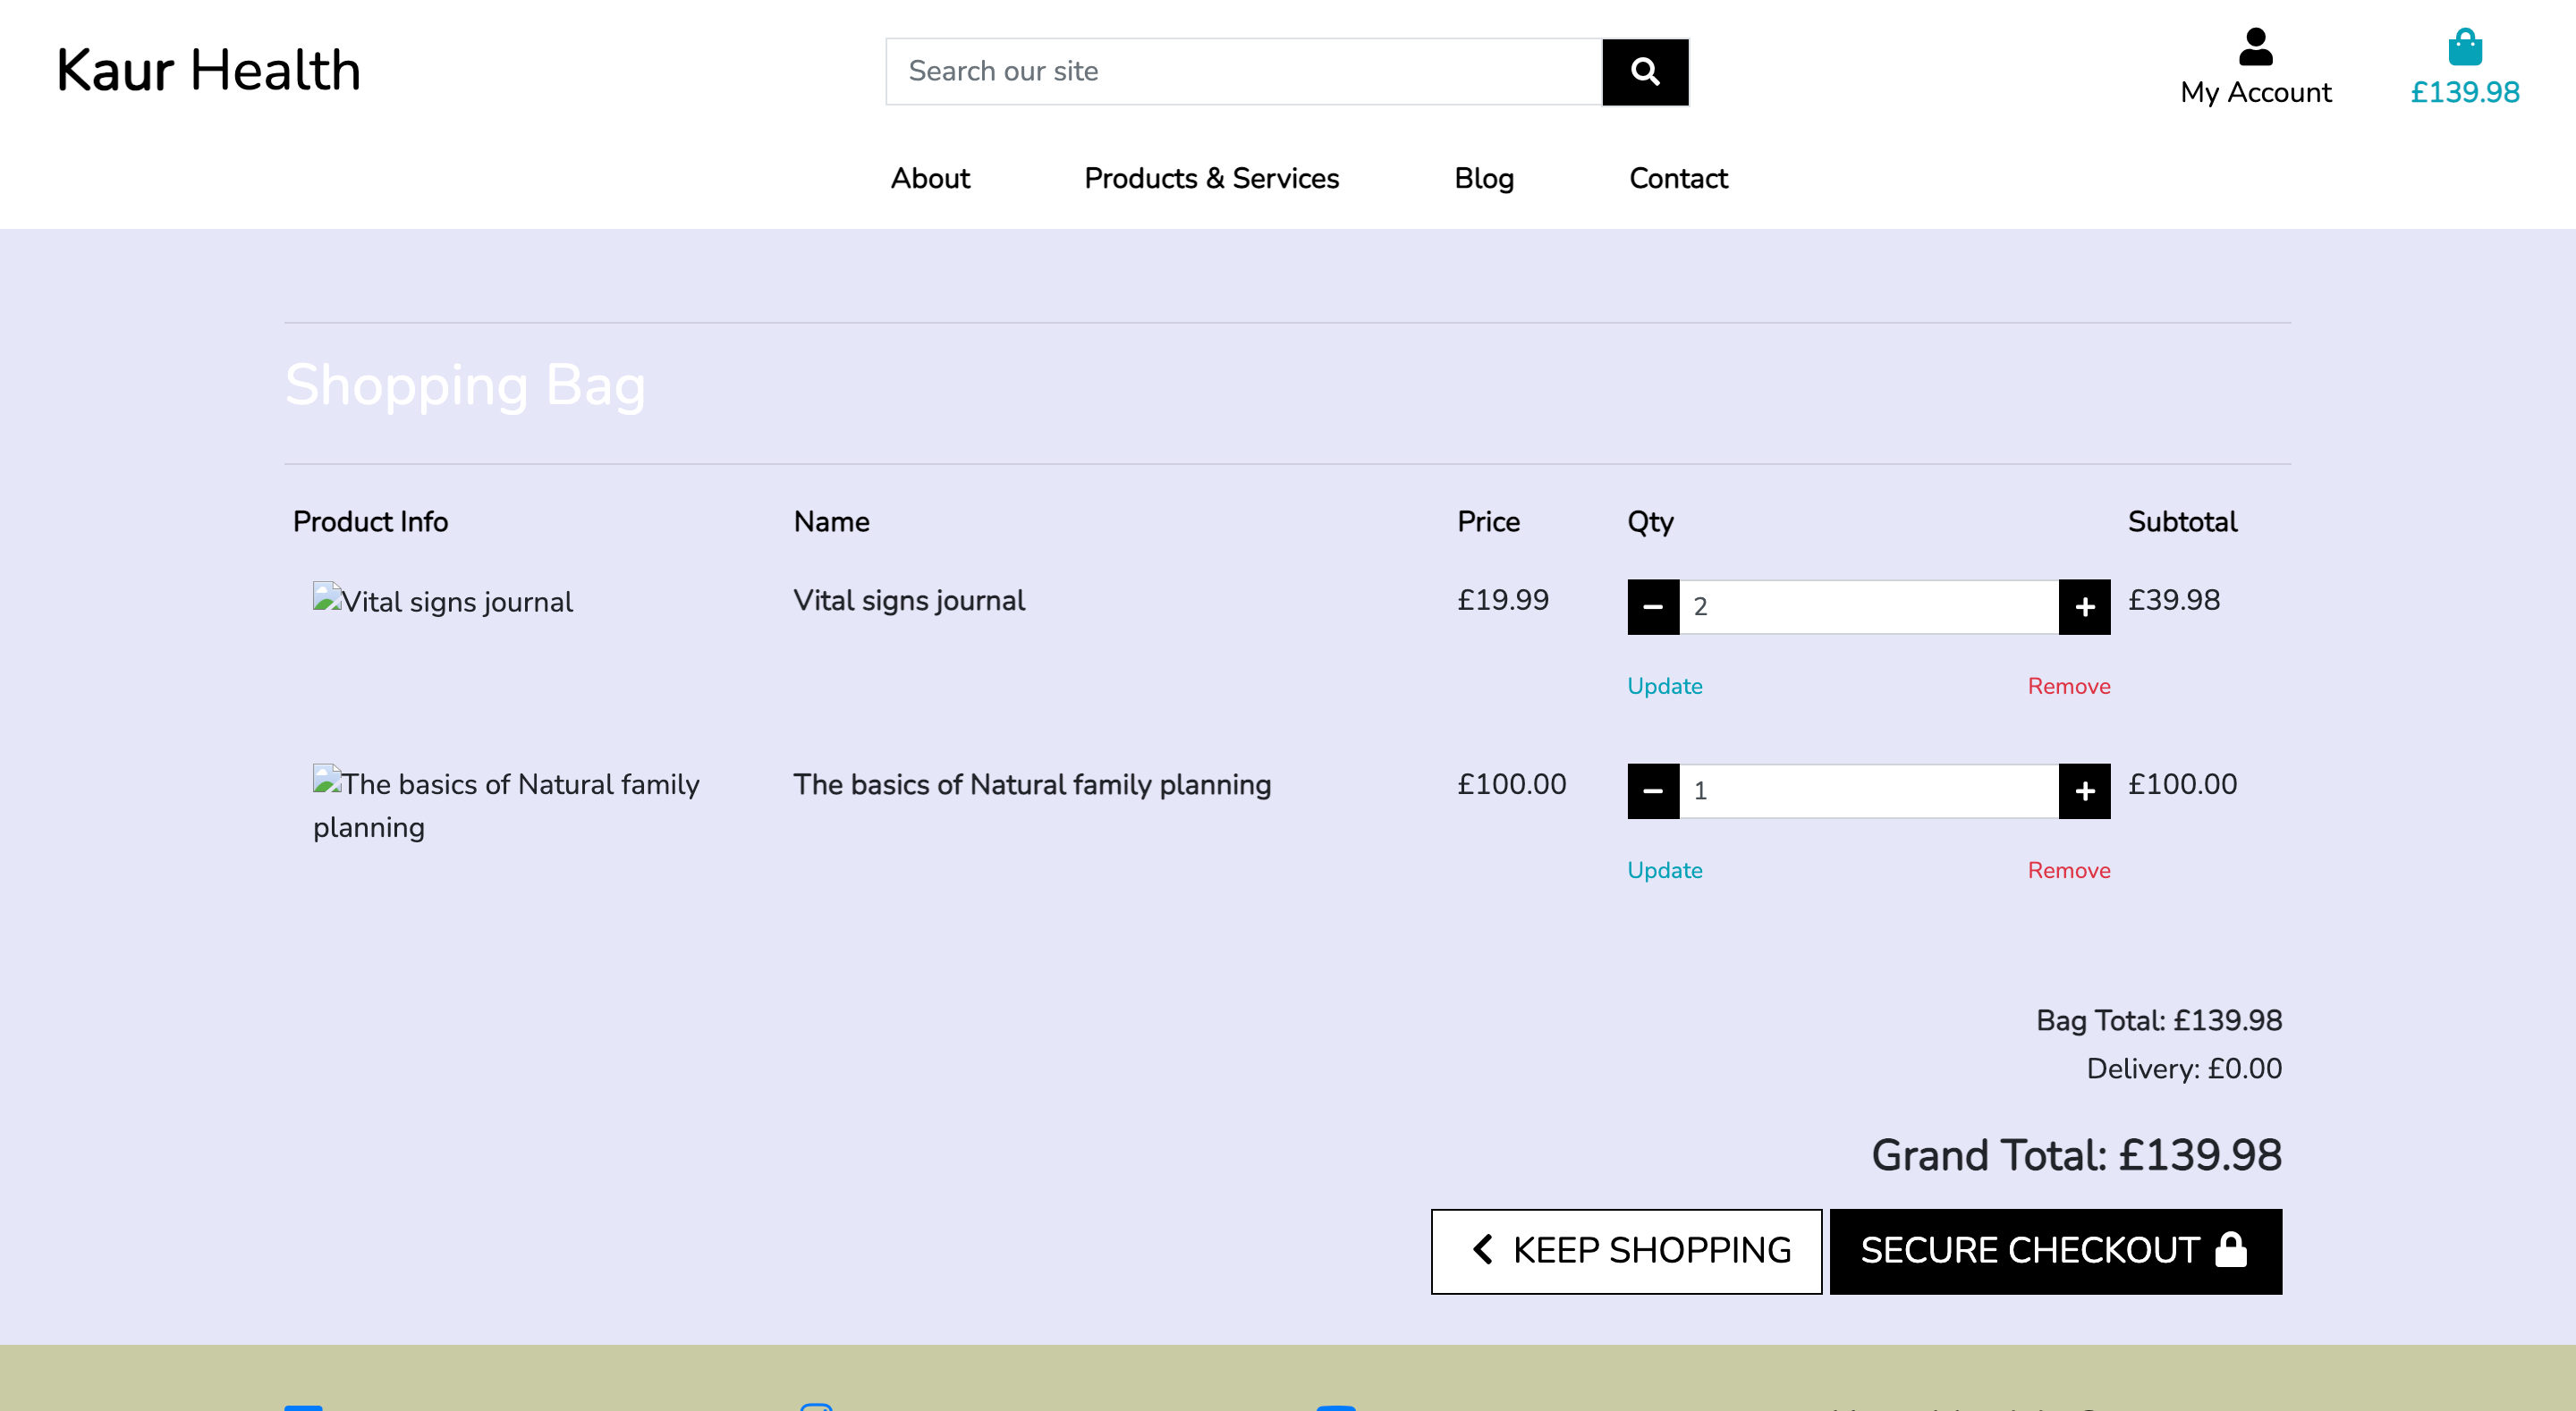 Kaur Health
Search our site
My Account
£139.98
About
Products & Services
Blog
Contact
Shopping Bag
Product Info
Name
Price
Qty
Subtotal
Vital signs journal
Vital signs journal
£19.99
2
£39.98
Update
Remove
The basics of Natural family
planning
The basics of Natural family planning
£100.00
1
£100.00
Update
Remove
Bag Total: £139.98
Delivery: £0.00
Grand Total: £139.98
KEEP SHOPPING
SECURE CHECKOUT